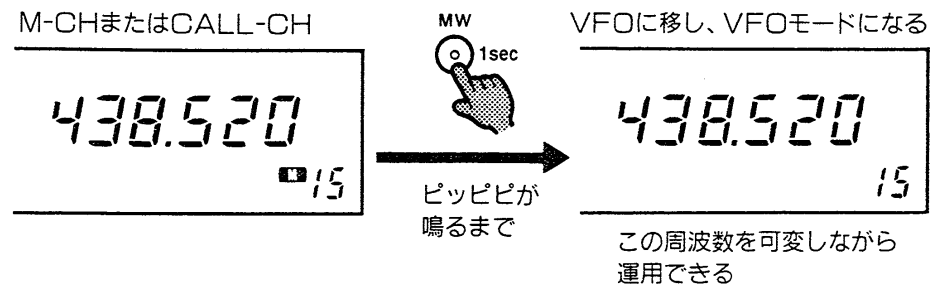 M-CHまたはCALL-CH
438.520
M 15
MW
1sec
ピッピピが
鳴るまで
VFOに移し、VFOモードになる
438.520
15
この周波数を可変しながら
運用できる